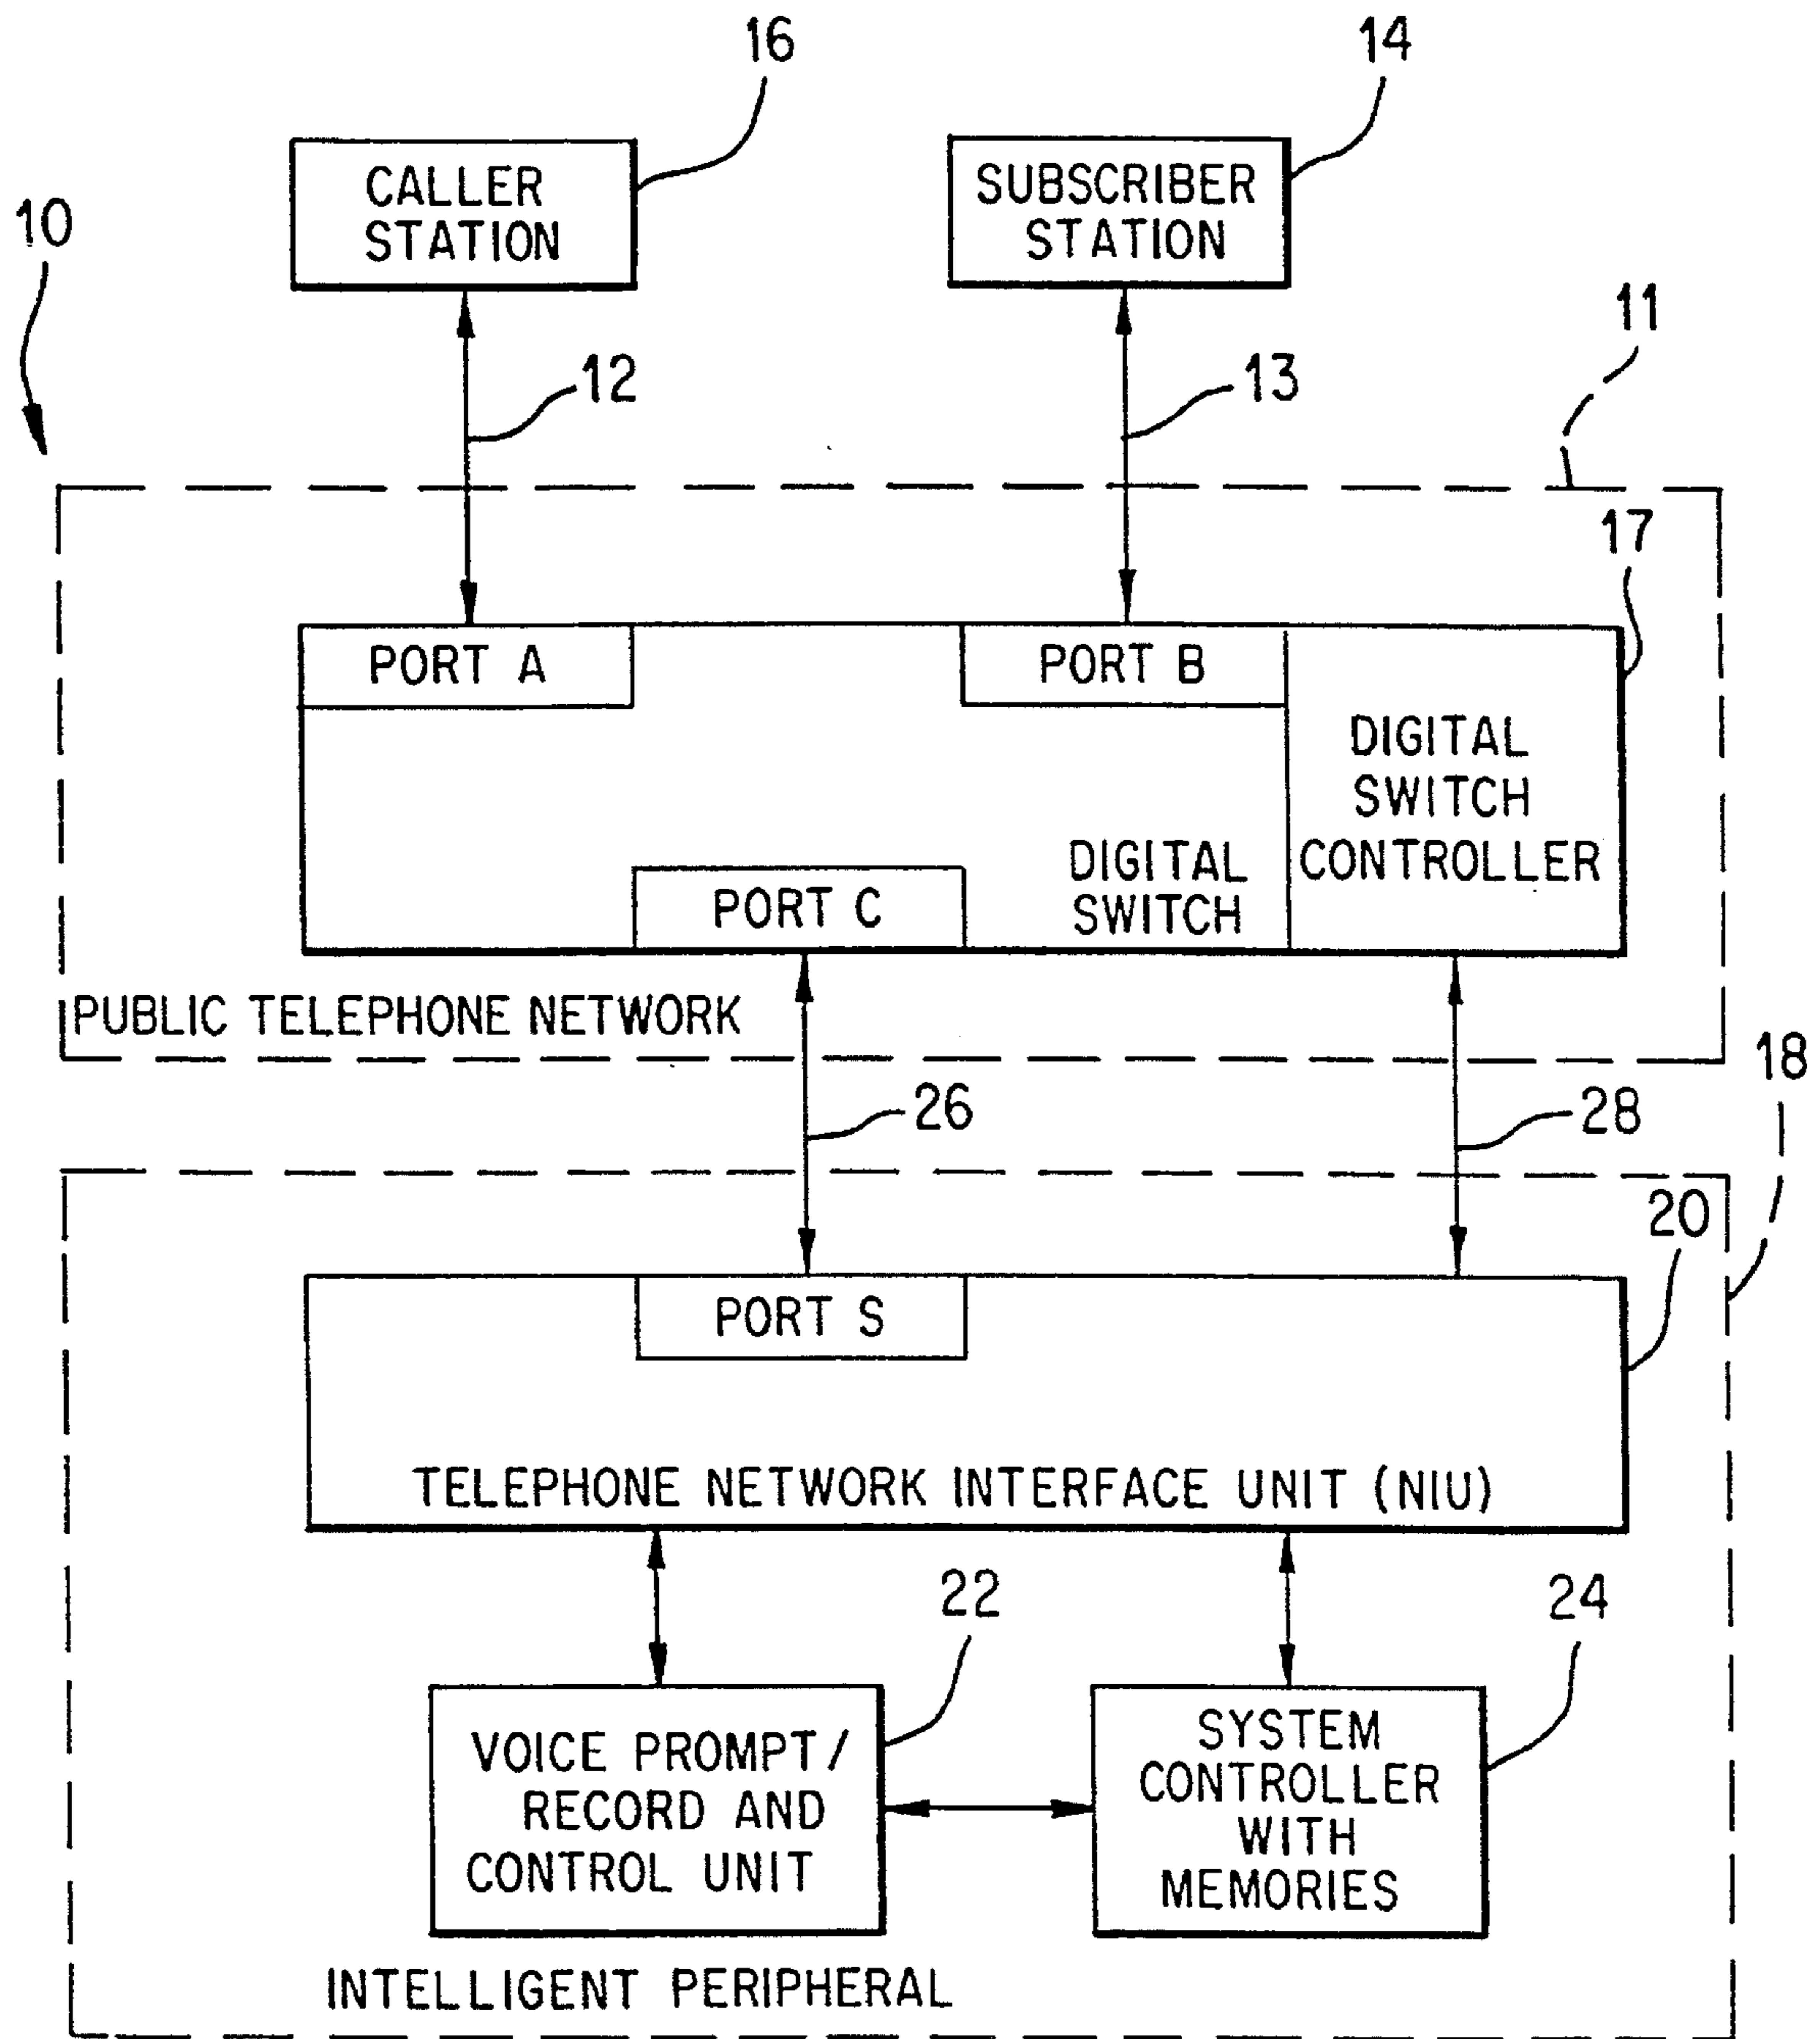 16
14
CALLER
STATION
SUBSCRIBER
STATION
10
11
12
13
17
PORT A
PORT B
DIGITAL
SWITCH
CONTROLLER
DIGITAL
SWITCH
PORT C
PUBLIC TELEPHONE NETWORK
18
26
28
20
PORT S
TELEPHONE NETWORK INTERFACE UNIT (NIU)
22
24
VOICE PROMPT/
RECORD AND
CONTROL UNIT
SYSTEM
CONTROLLER
WITH
MEMORIES
INTELLIGENT PERIPHERAL